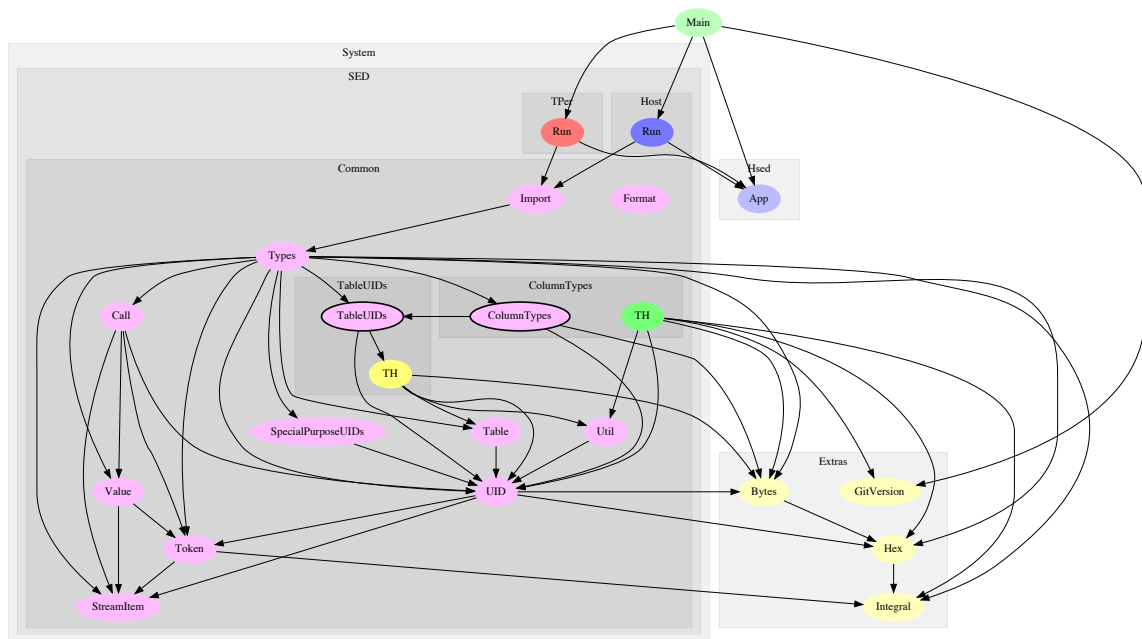 Main
System
SED
TPer
Host
Run
Run
Common
Hsed
Import
Format
App
Types
TableUIDs
ColumnTypes
Call
TableUIDs
ColumnTypes
TH
TH
SpecialPurposeUIDs
Table
Util
Extras
Value
UID
Bytes
GitVersion
Token
Hex
StreamItem
Integral